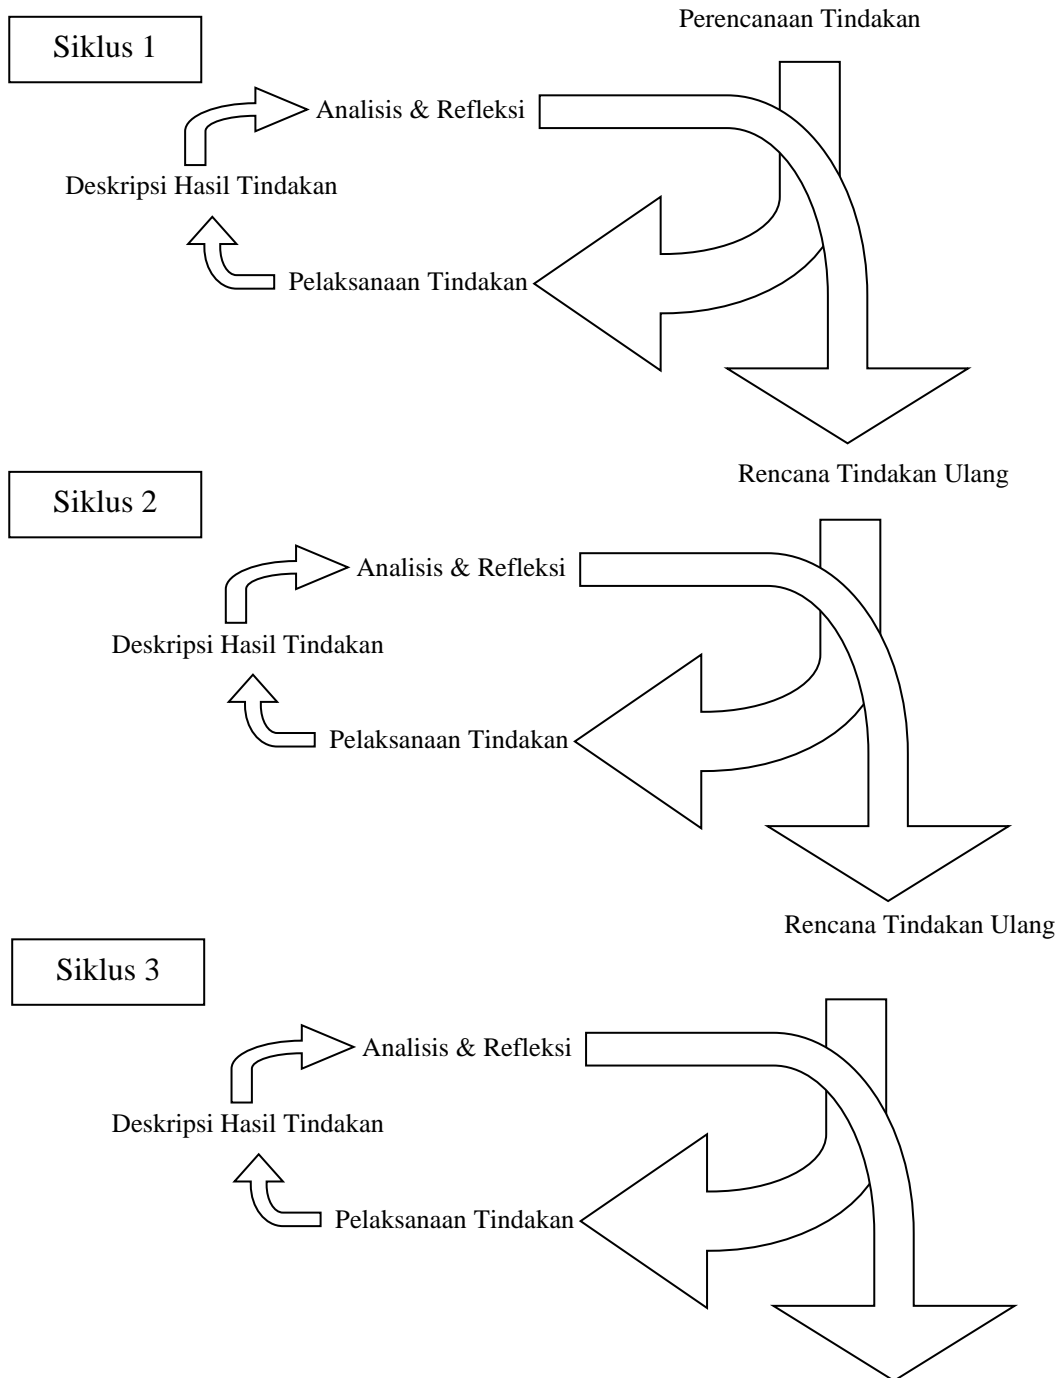 Perencanaan Tindakan
Siklus 1
Analisis & Refleksi
Deskripsi Hasil Tindakan
Pelaksanaan Tindakan
Rencana Tindakan Ulang
Siklus 2
Analisis & Refleksi
Deskripsi Hasil Tindakan
Pelaksanaan Tindakan
Rencana Tindakan Ulang
Siklus 3
Analisis & Refleksi
Deskripsi Hasil Tindakan
Pelaksanaan Tindakan